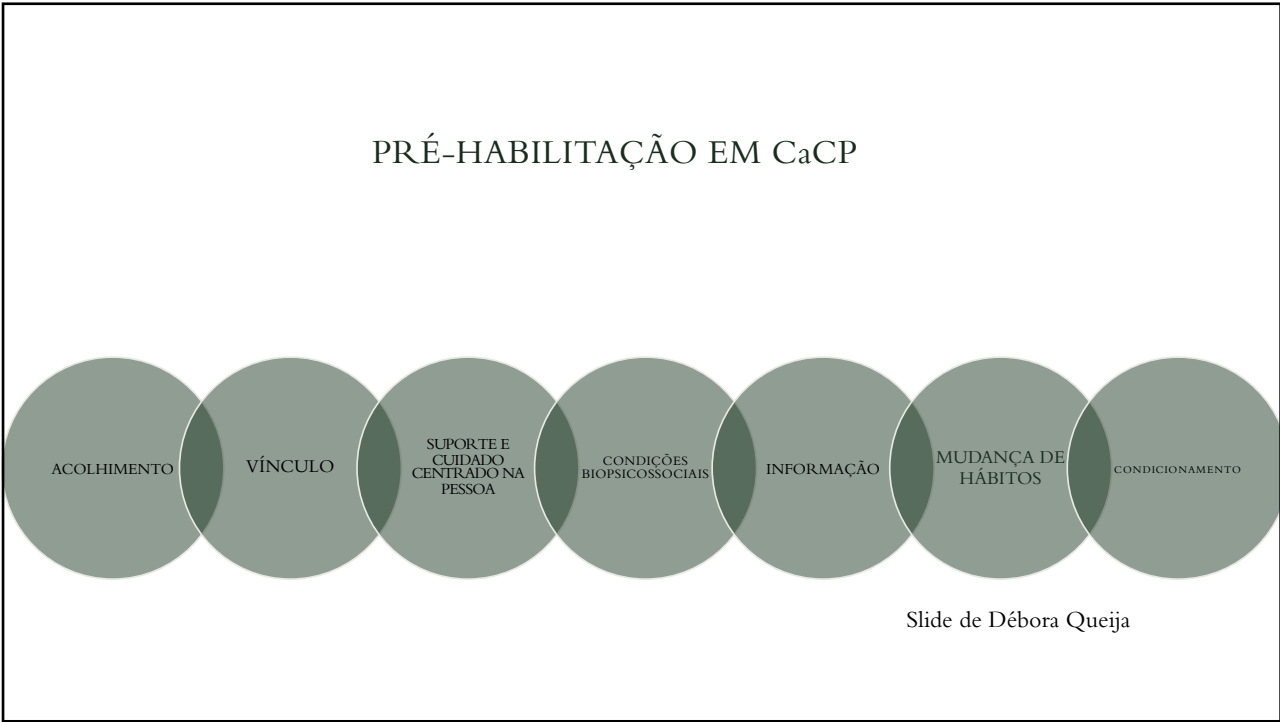 PRÉ-HABILITAÇÃO EM CaCP
ACOLHIMENTO
VÍNCULO
SUPORTE E
CUIDADO
CENTRADO NA
PESSOA
CONDIÇÕES
BIOPSICOSSOCIAIS
INFORMAÇÃO
MUDANÇA DE
HÁBITOS
CONDICIONAMENTO
Slide de Débora Queija